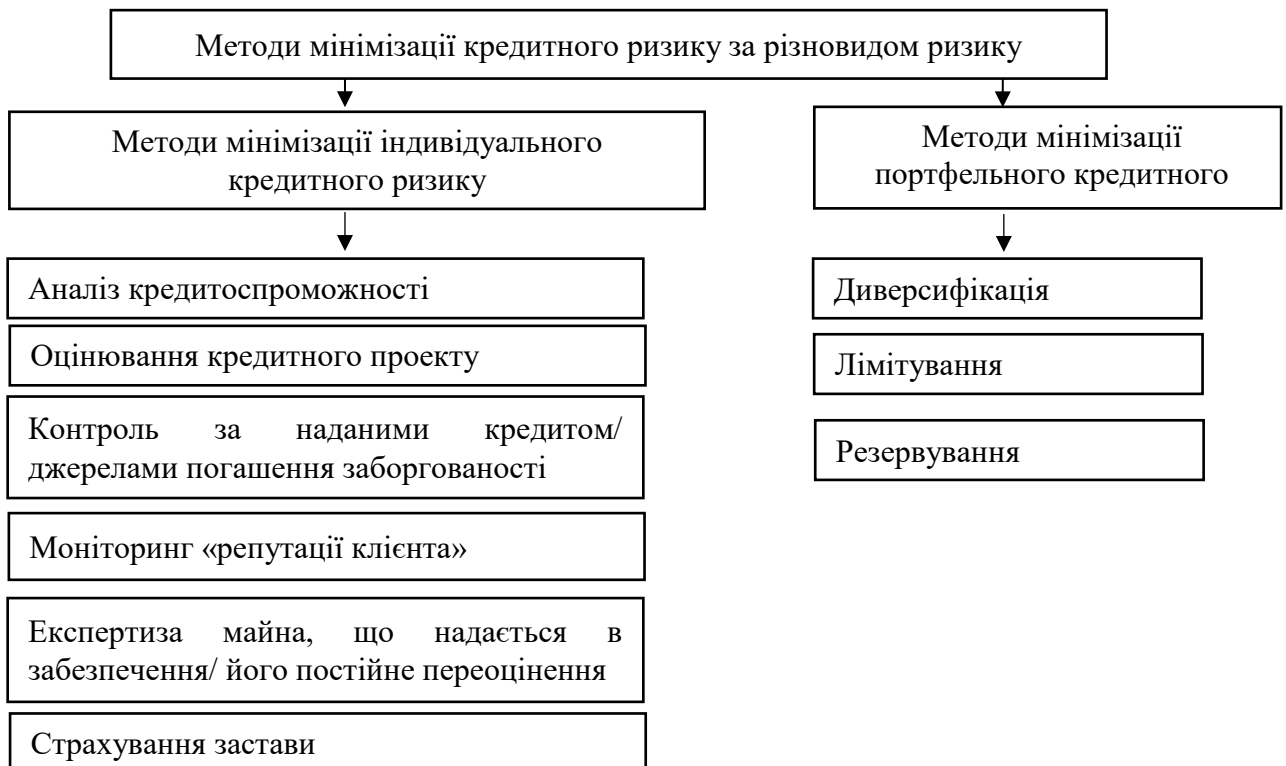 Методи мінімізації кредитного ризику за різновидом ризику
Методи мінімізації індивідуального
кредитного ризику
Методи мінімізації
портфельного кредитного
Аналіз кредитоспроможності
Оцінювання кредитного проекту
Контроль за наданими кредитом/
джерелами погашення заборгованості
Моніторинг «репутації клієнта»
Експертиза майна, що надається в
забезпечення/ його постійне переоцінення
Страхування застави
Диверсифікація
Лімітування
Резервування